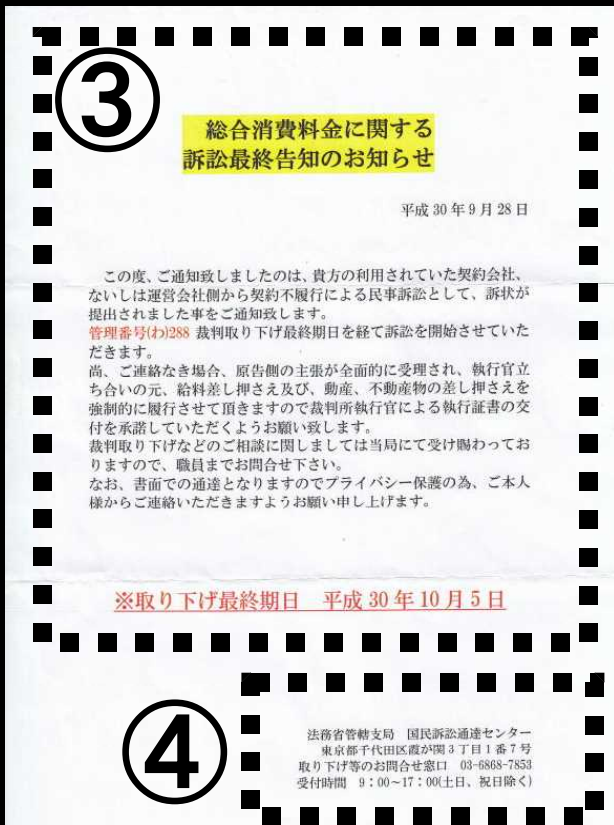 ③
総合消費料金に関する
訴訟最終告知のお知らせ
平成 30 年 9 月 28 日
この度、ご通知致しましたのは、貴方の利用されていた契約会社、
ないしは運営会社側から契約不履行による民事訴訟として、訴状が
提出されました事をご通知致します。
管理番号(わ)288 裁判取り下げ最終期日を経て訴訟を開始させていた
だきます。
尚、ご連絡なき場合、原告側の主張が全面的に受理され、執行官立
ち合いの元、給料差し押さえ及び、動産、不動産物の差し押さえを
強制的に履行させて頂きますので裁判所執行官による執行証書の交
付を承諾していただくようお願い致します。
裁判取り下げなどのご相談に関しましては当局にて受け賜わってお
りますので、職員までお問合せ下さい。
なお、書面での通達となりますのでプライバシー保護の為、ご本人
様からご連絡いただきますようお願い申し上げます。
※取り下げ最終期日 平成 30 年 10 月 5 日
④
法務省管轄支局 国民訴訟通達センター
東京都千代田区霞が関 3 丁目 1 番 7 号
取り下げ等のお問合せ窓口 03-6868-7853
受付時間 9:00~17:00(土日、祝日除く)